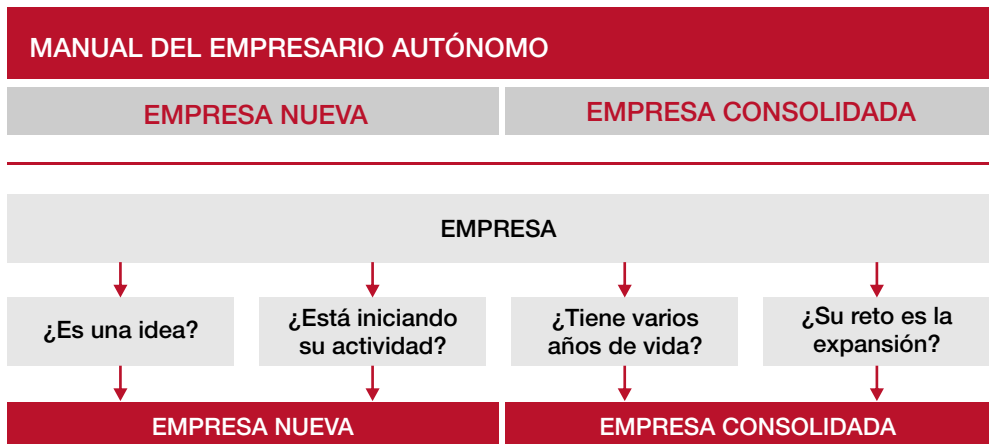 MANUAL DEL EMPRESARIO AUTÓNOMO
EMPRESA NUEVA
EMPRESA CONSOLIDADA
EMPRESA
¿Es una idea?
¿Está iniciando
su actividad?
¿Tiene varios
años de vida?
¿Su reto es la
expansión?
EMPRESA NUEVA
EMPRESA CONSOLIDADA